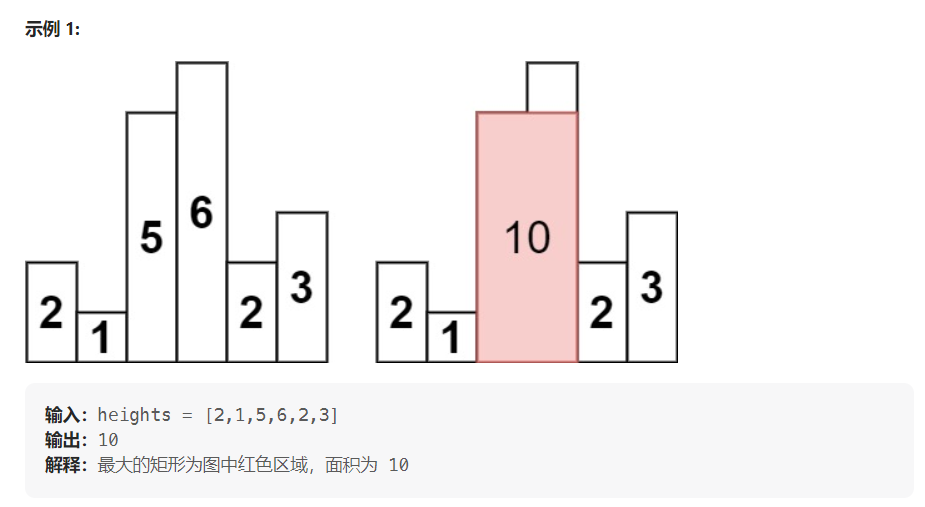 示例 1:
2 1 5 6 2 3
2 1 10 2 3
输入：heights = [2,1,5,6,2,3]
输出：10
解释：最大的矩形为图中红色区域，面积为 10